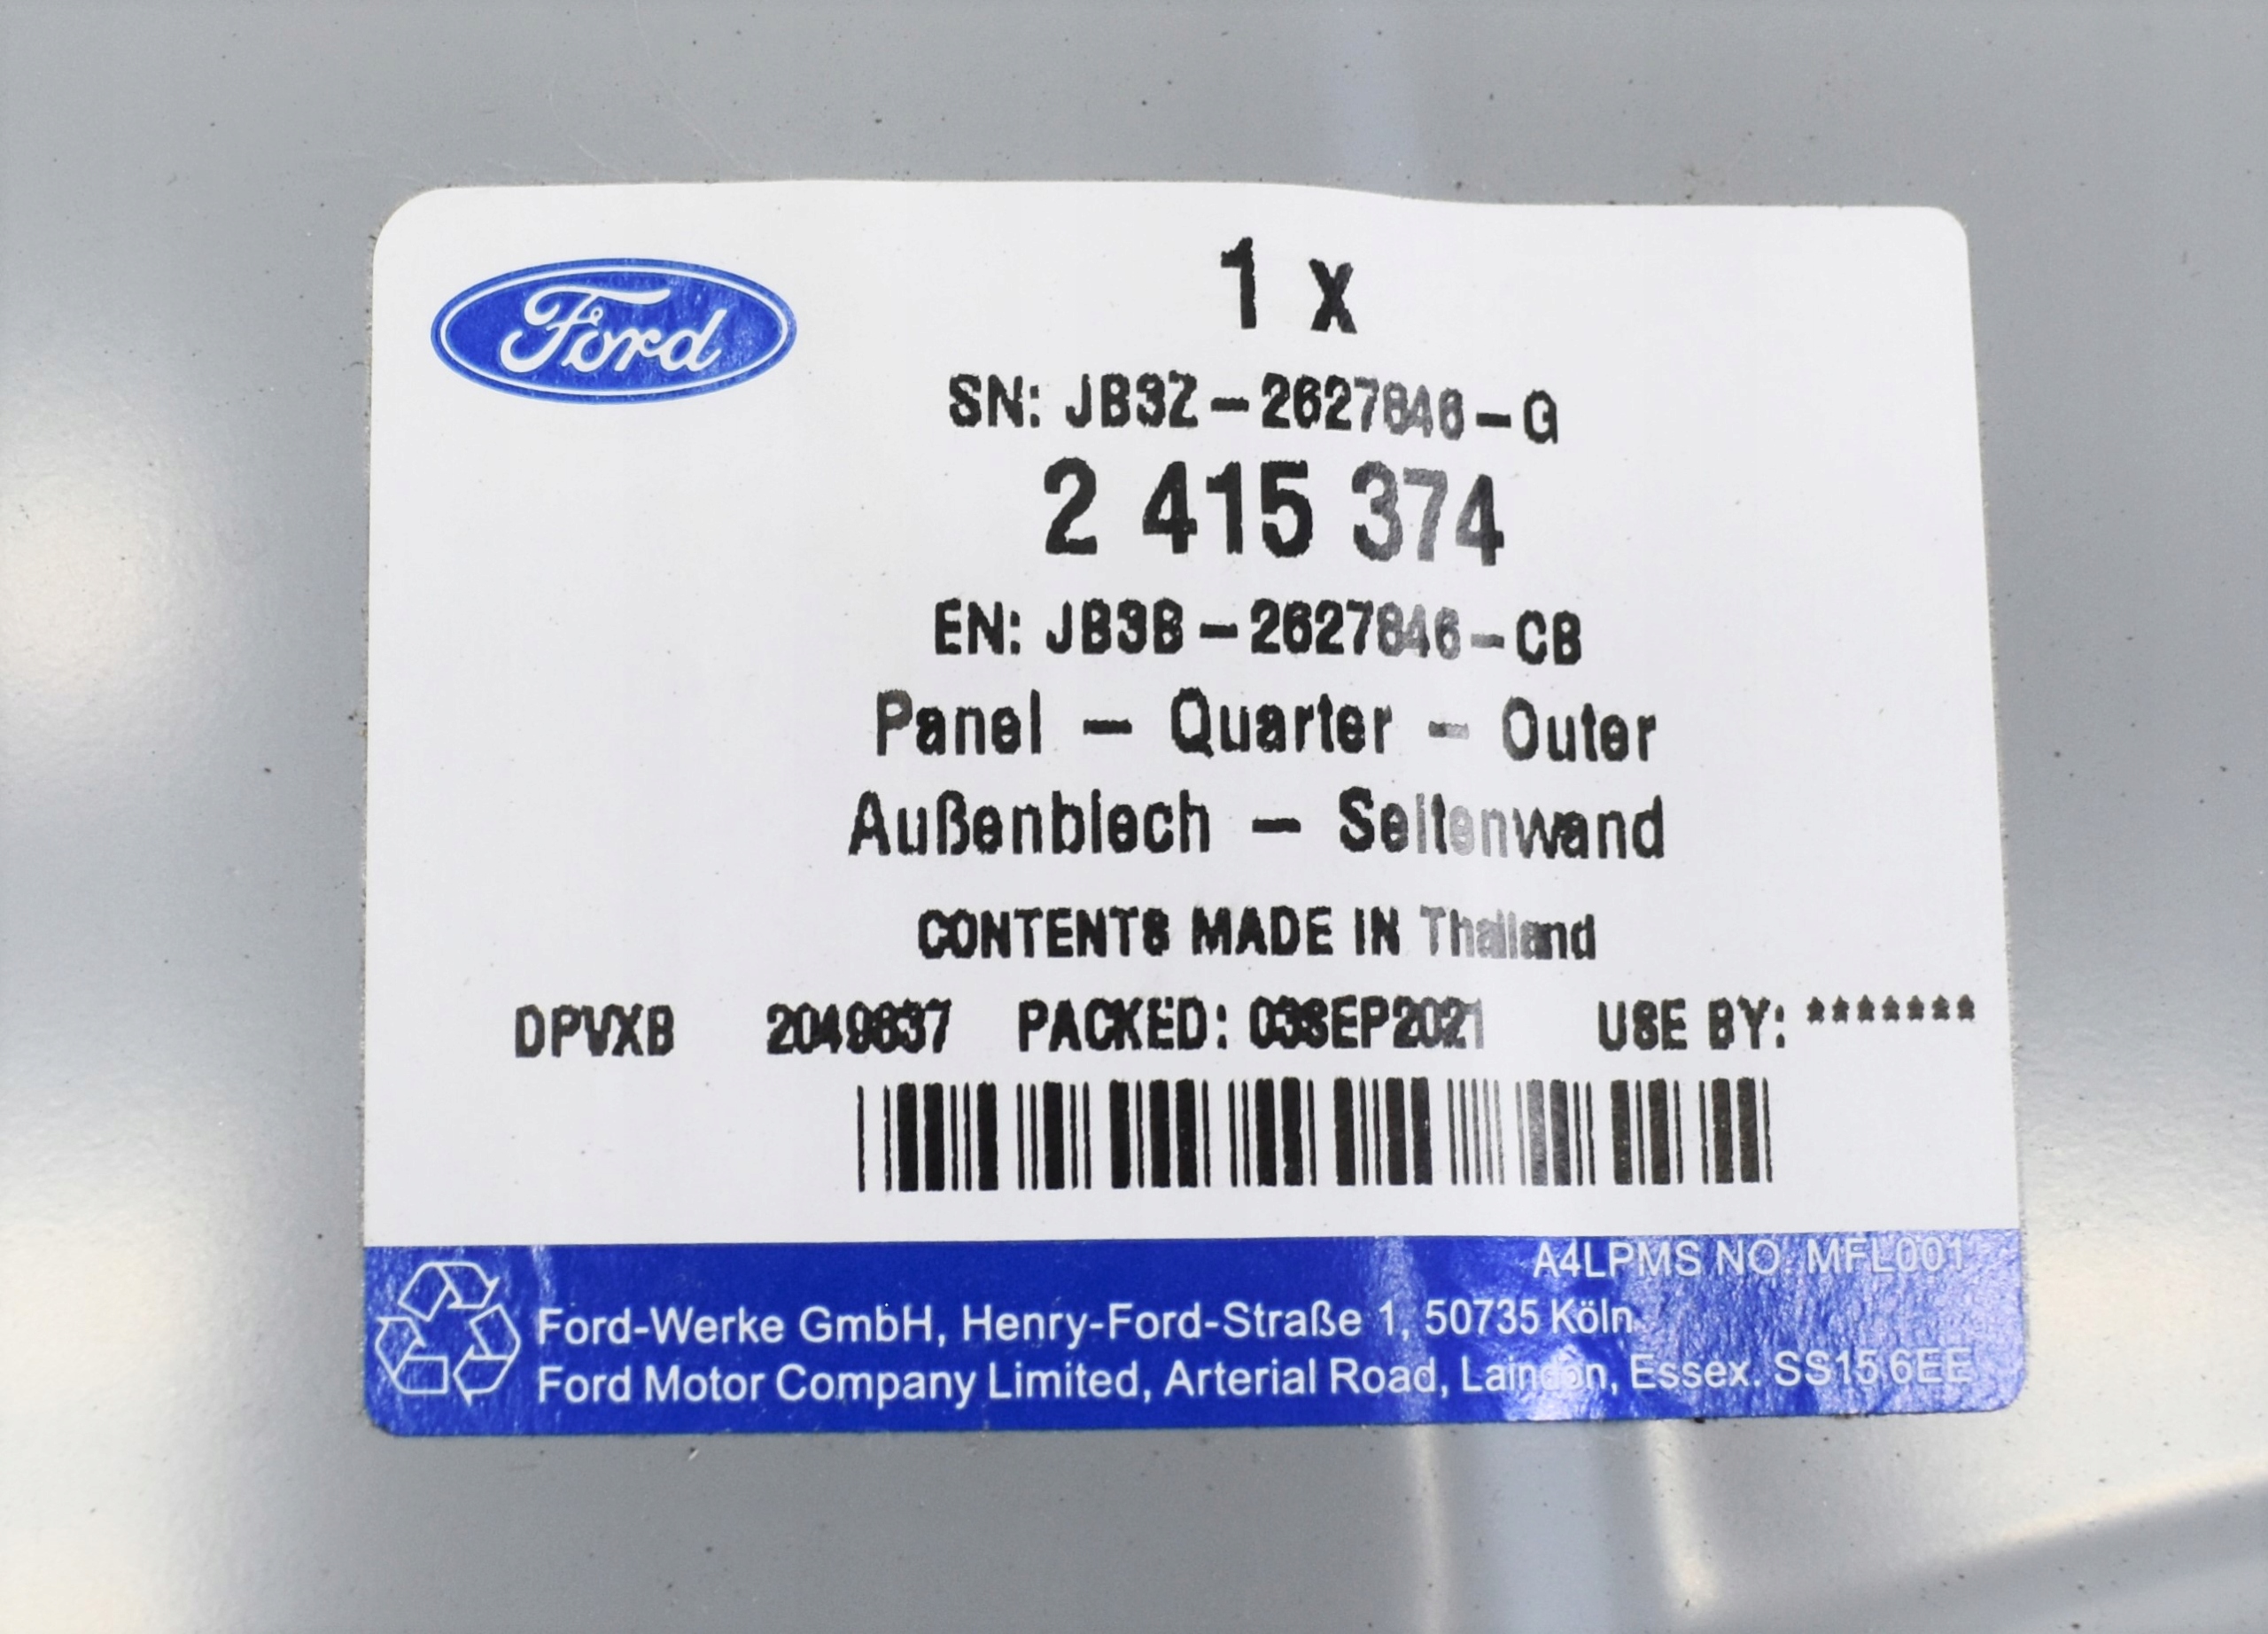 Ford
1 x
SN: JB3Z - 2627846 - G
2 415 374
EN: JB3B - 2627846 - CB
Panel - Quarter - Outer
Außenblech - Seitenwand
CONTENTS MADE IN Thailand
DPVXB 2049637 PACKED: 03SEP2021 USE BY: *******
A4LPMS NO. MFL001
Ford-Werke GmbH, Henry-Ford-Straße 1, 50735 Köln
Ford Motor Company Limited, Arterial Road, Laindon, Essex. SS15 6EE